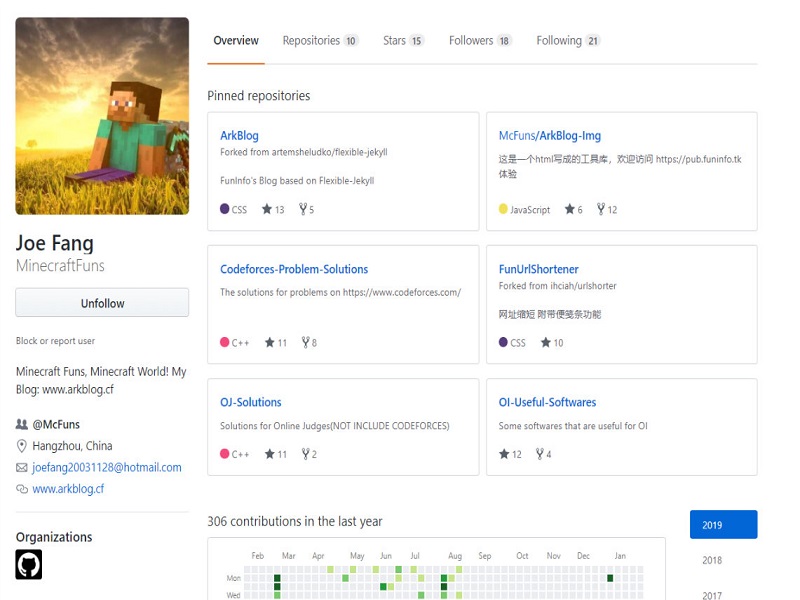 Overview Repositories 10 Stars 15 Followers 18 Following 21
Joe Fang
MinecraftFuns
Unfollow
Block or report user
Minecraft Funs, Minecraft World! My
Blog: www.arkblog.cf
@McFuns
Hangzhou, China
joefang20031128@hotmail.com
www.arkblog.cf
Organizations
Pinned repositories
ArkBlog
Forked from artemsheludko/flexible-jekyll
FunInfo's Blog based on Flexible-Jekyll
CSS 13 5
McFuns/ArkBlog-Img
这是一个html写成的工具库，欢迎访问 https://pub.funinfo.tk
体验
JavaScript 6 12
Codeforces-Problem-Solutions
The solutions for problems on https://www.codeforces.com/
C++ 11 8
FunUrlShortener
Forked from ihciah/urlshorter
网址缩短 附带便笺条功能
CSS 10
OJ-Solutions
Solutions for Online Judges(NOT INCLUDE CODEFORCES)
C++ 11 2
OI-Useful-Softwares
Some softwares that are useful for OI
12 4
306 contributions in the last year
Feb Mar Apr May Jun Jul Aug Sep Oct Nov Dec Jan
Mon
Wed
2019
2018
2017